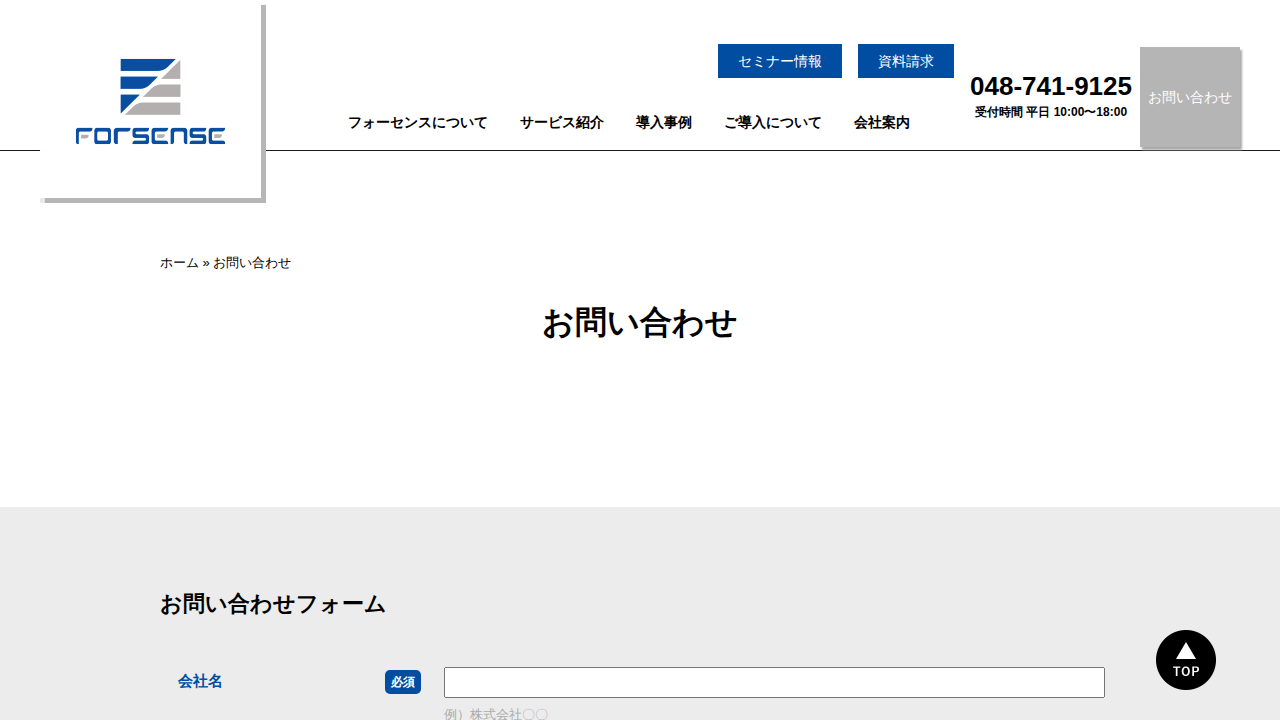 FORSENSE
セミナー情報
資料請求
フォーセンスについて
サービス紹介
導入事例
ご導入について
会社案内
048-741-9125
受付時間 平日 10:00〜18:00
お問い合わせ
ホーム » お問い合わせ
お問い合わせ
お問い合わせフォーム
会社名
必須
例）株式会社〇〇
TOP